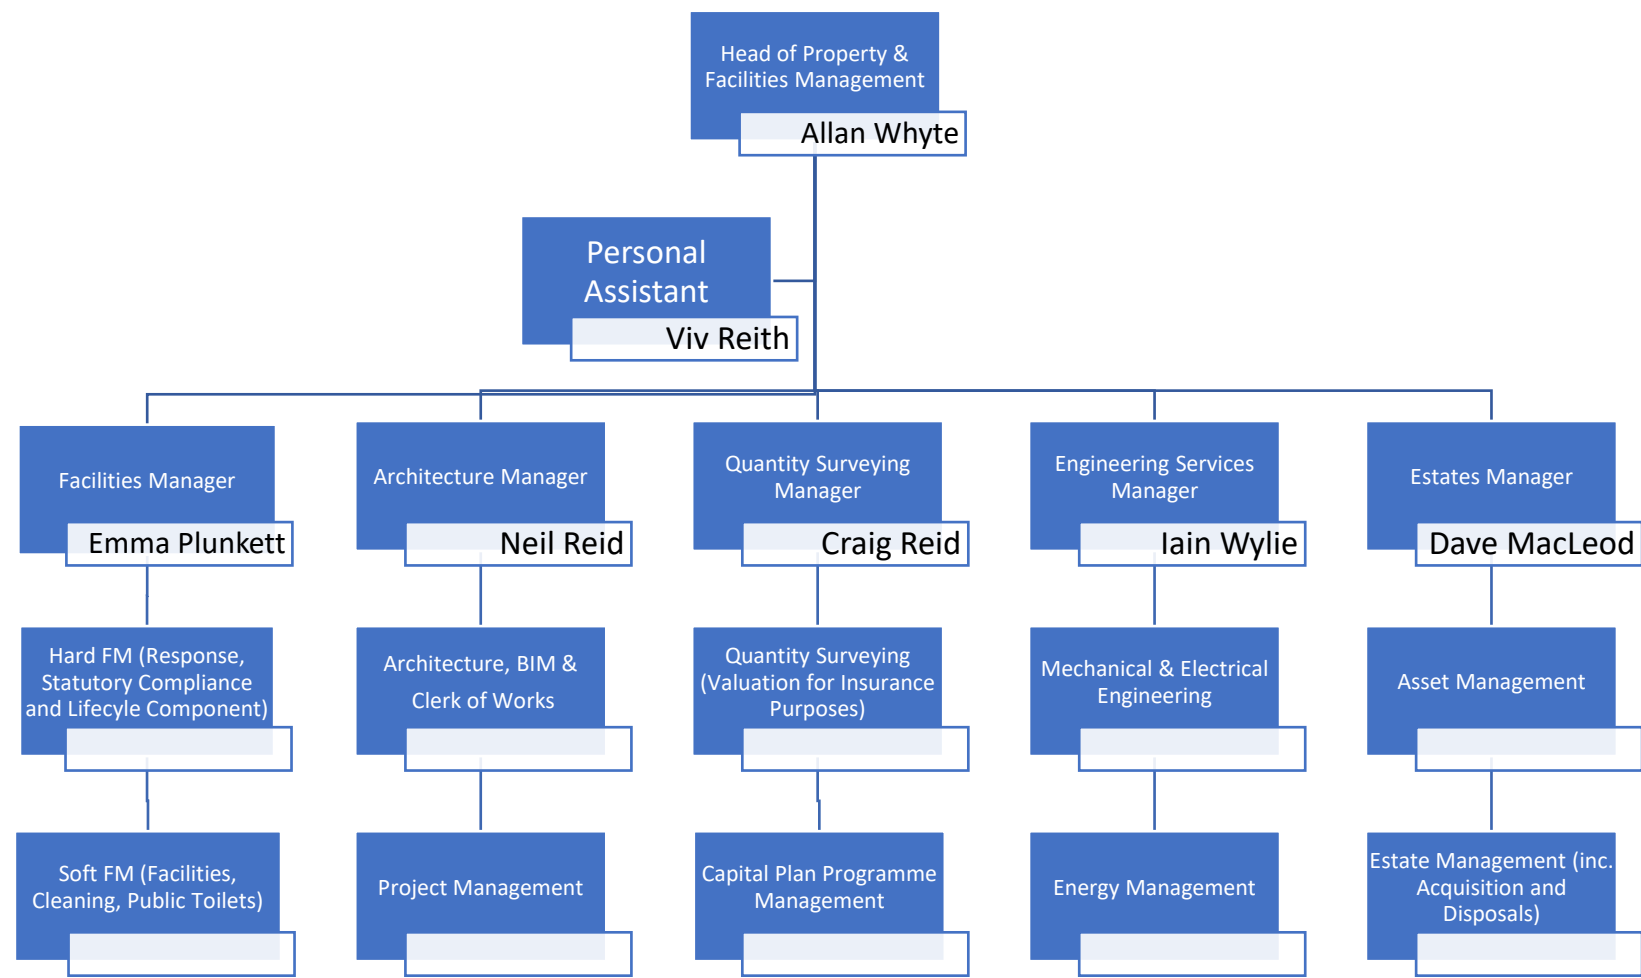 Head of Property &
Facilities Management
Allan Whyte
Personal
Assistant
Viv Reith
Facilities Manager
Emma Plunkett
Architecture Manager
Neil Reid
Quantity Surveying
Manager
Craig Reid
Engineering Services
Manager
Iain Wylie
Estates Manager
Dave MacLeod
Hard FM (Response,
Statutory Compliance
and Lifecyle Component)
Architecture, BIM &
Clerk of Works
Quantity Surveying
(Valuation for Insurance
Purposes)
Mechanical & Electrical
Engineering
Asset Management
Soft FM (Facilities,
Cleaning, Public Toilets)
Project Management
Capital Plan Programme
Management
Energy Management
Estate Management (inc.
Acquisition and
Disposals)